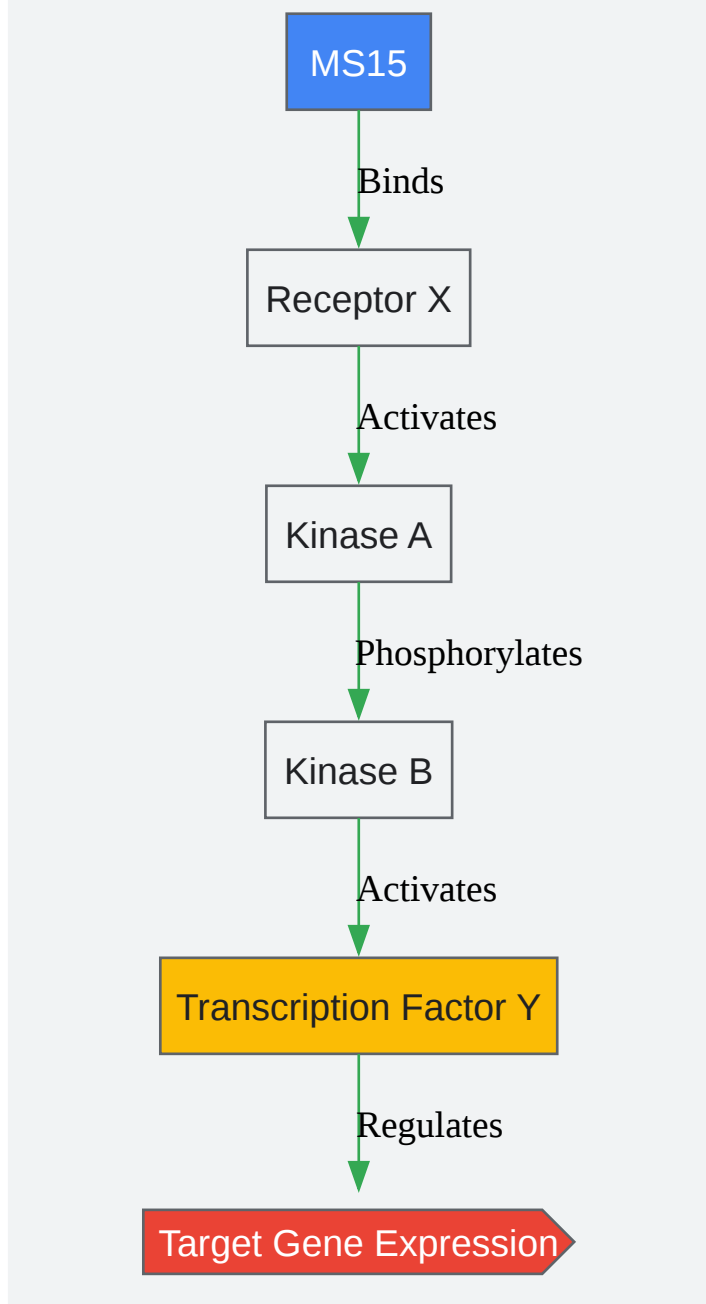 MS15
Binds
Receptor X
Activates
Kinase A
Phosphorylates
Kinase B
Activates
Transcription Factor Y
Regulates
Target Gene Expression